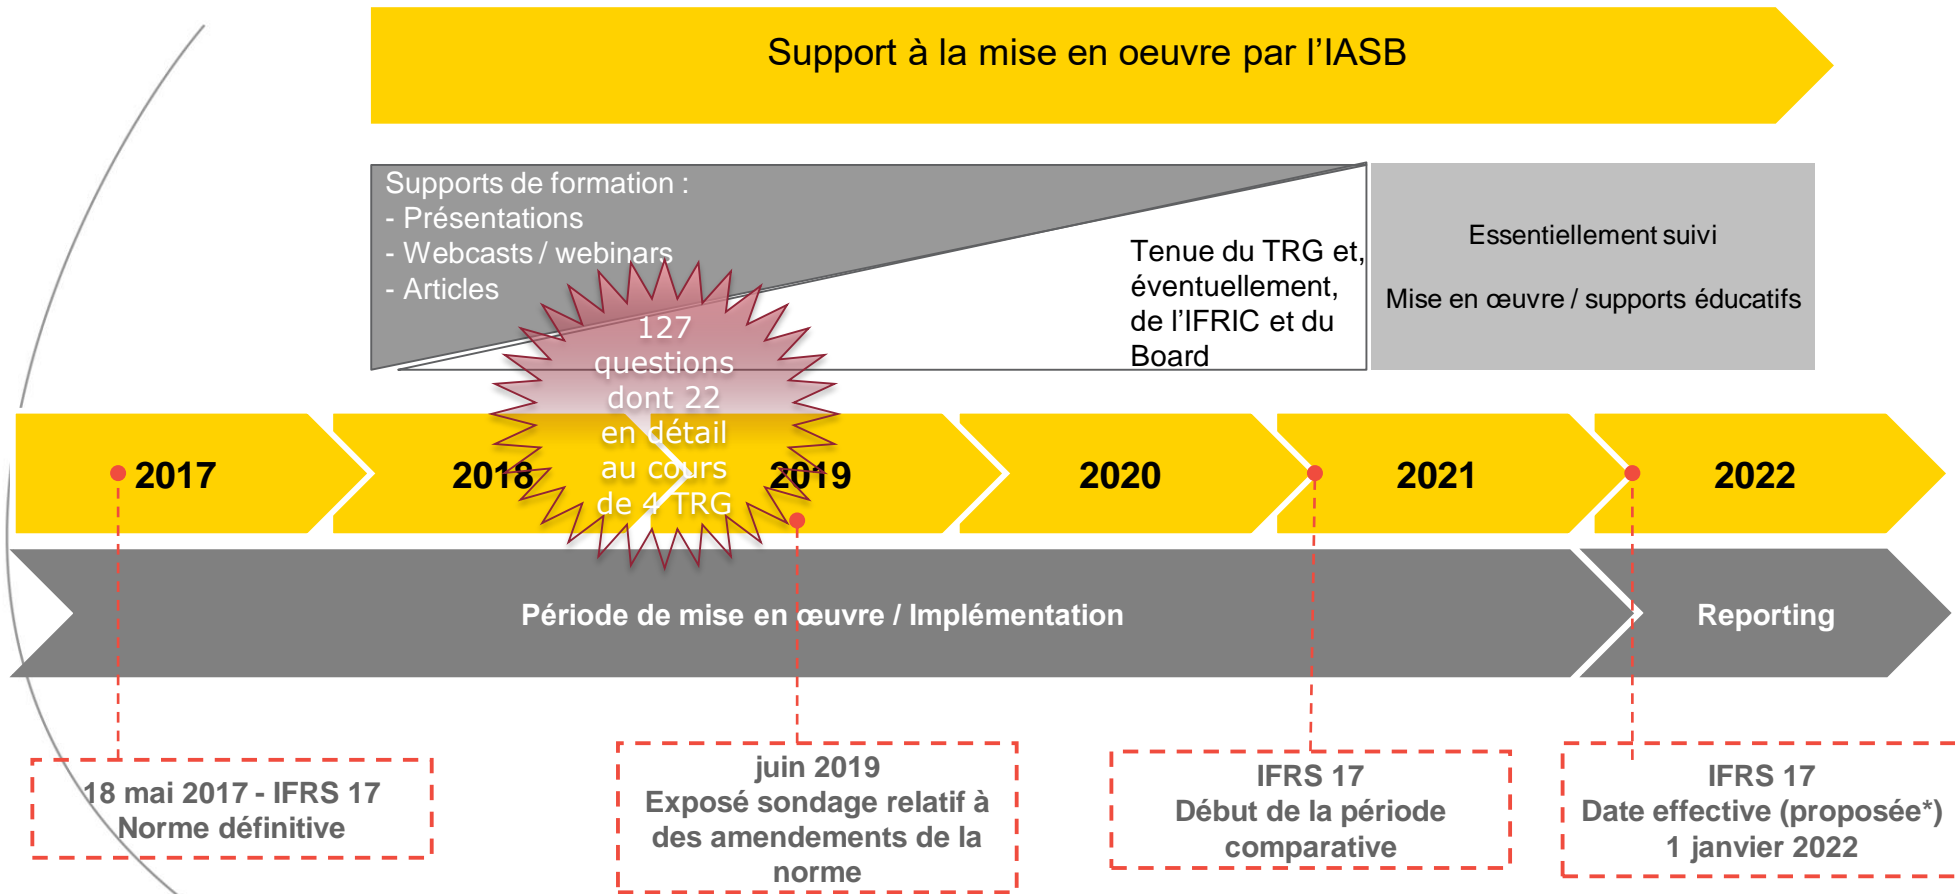 Support à la mise en oeuvre par l'IASB
Supports de formation :
- Présentations
- Webcasts / webinars
- Articles
Tenue du TRG et,
éventuellement,
de l'IFRIC et du
Board
Essentiellement suivi
Mise en œuvre / supports éducatifs
127
questions
dont 22
en détail
au cours
de 4 TRG
2017
2018
2019
2020
2021
2022
Période de mise en œuvre / Implémentation
Reporting
18 mai 2017 - IFRS 17
Norme définitive
juin 2019
Exposé sondage relatif à
des amendements de la
norme
IFRS 17
Début de la période
comparative
IFRS 17
Date effective (proposée*)
1 janvier 2022